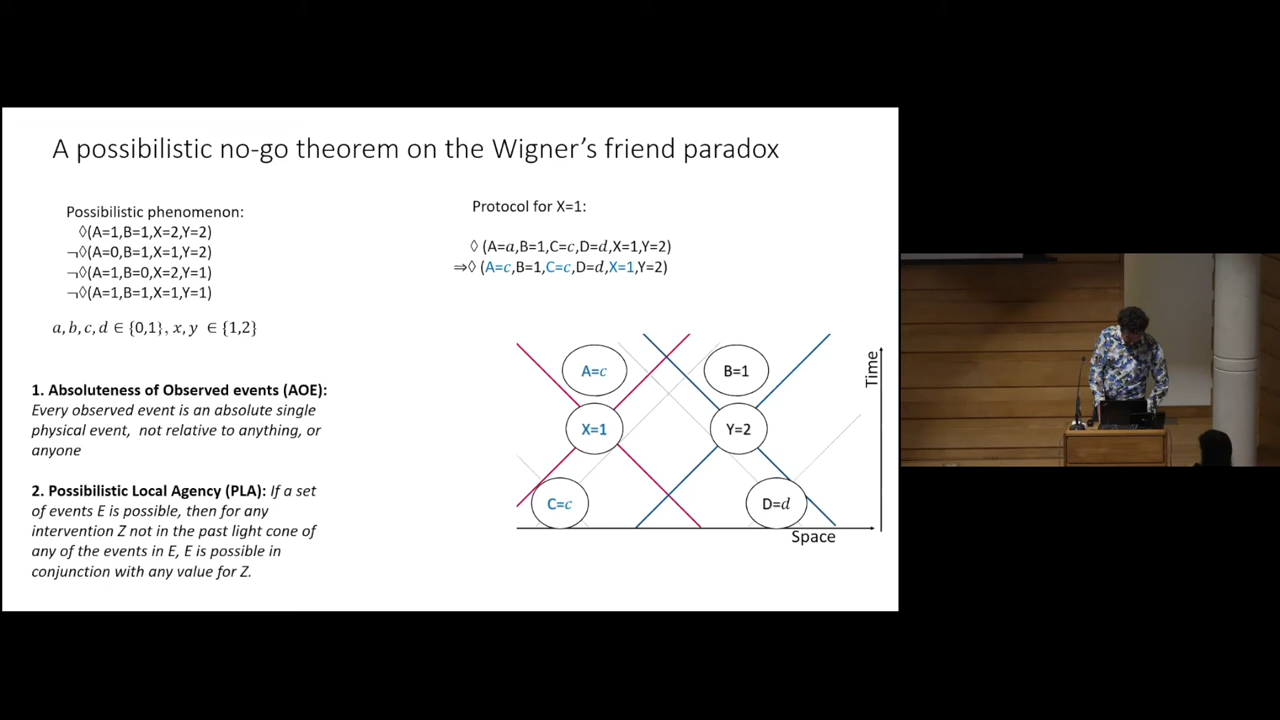 A possibilistic no-go theorem on the Wigner's friend paradox
Possibilistic phenomenon:
◊(A=1,B=1,X=2,Y=2)
¬◊(A=0,B=1,X=1,Y=2)
¬◊(A=1,B=0,X=2,Y=1)
¬◊(A=1,B=1,X=1,Y=1)
a, b, c, d ∈ {0,1}, x, y ∈ {1,2}
1. Absoluteness of Observed events (AOE):
Every observed event is an absolute single
physical event, not relative to anything, or
anyone
2. Possibilistic Local Agency (PLA): If a set
of events E is possible, then for any
intervention Z not in the past light cone of
any of the events in E, E is possible in
conjunction with any value for Z.
Protocol for X=1:
◊ (A=a,B=1,C=c,D=d,X=1,Y=2)
⇒◊ (A=c,B=1,C=c,D=d,X=1,Y=2)
A=c
B=1
Time
X=1
Y=2
C=c
D=d
Space